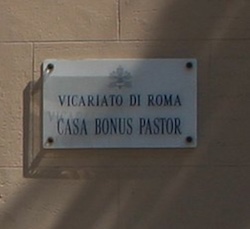 VICARIATO DI ROMA
CASA BONUS PASTOR